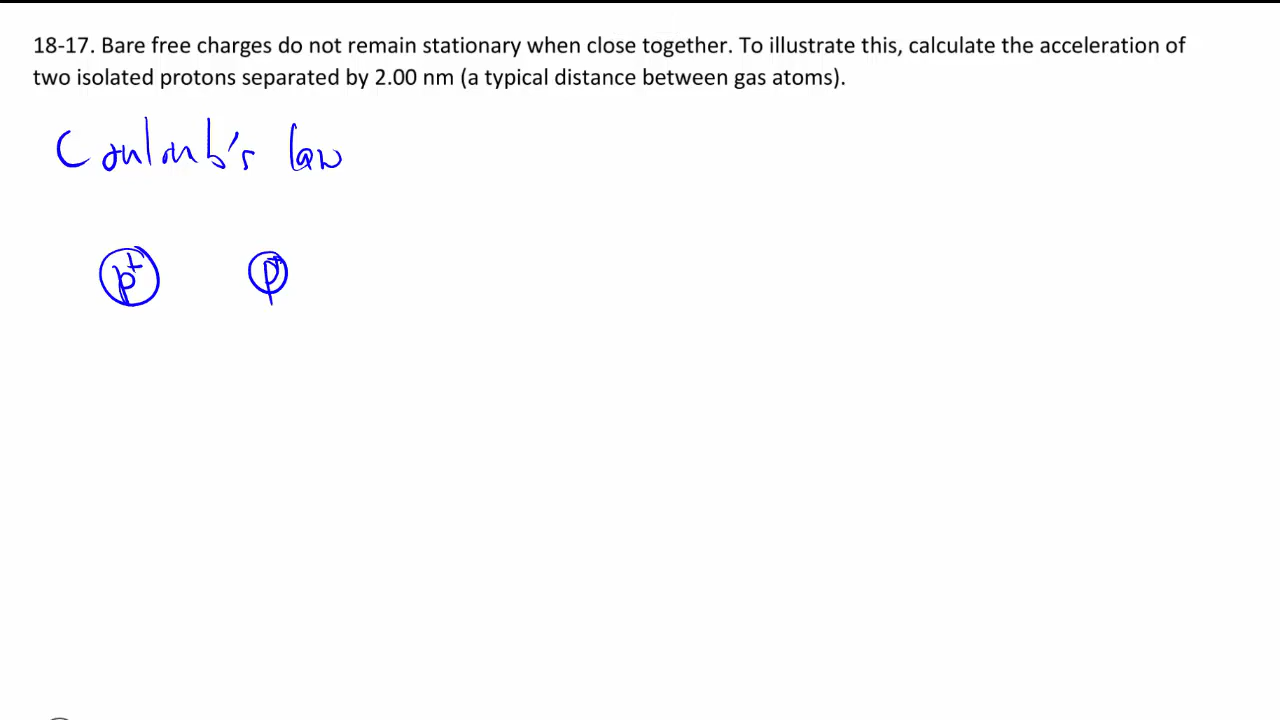 18-17. Bare free charges do not remain stationary when close together. To illustrate this, calculate the acceleration of
two isolated protons separated by 2.00 nm (a typical distance between gas atoms).
Coulomb's law
p+ p+